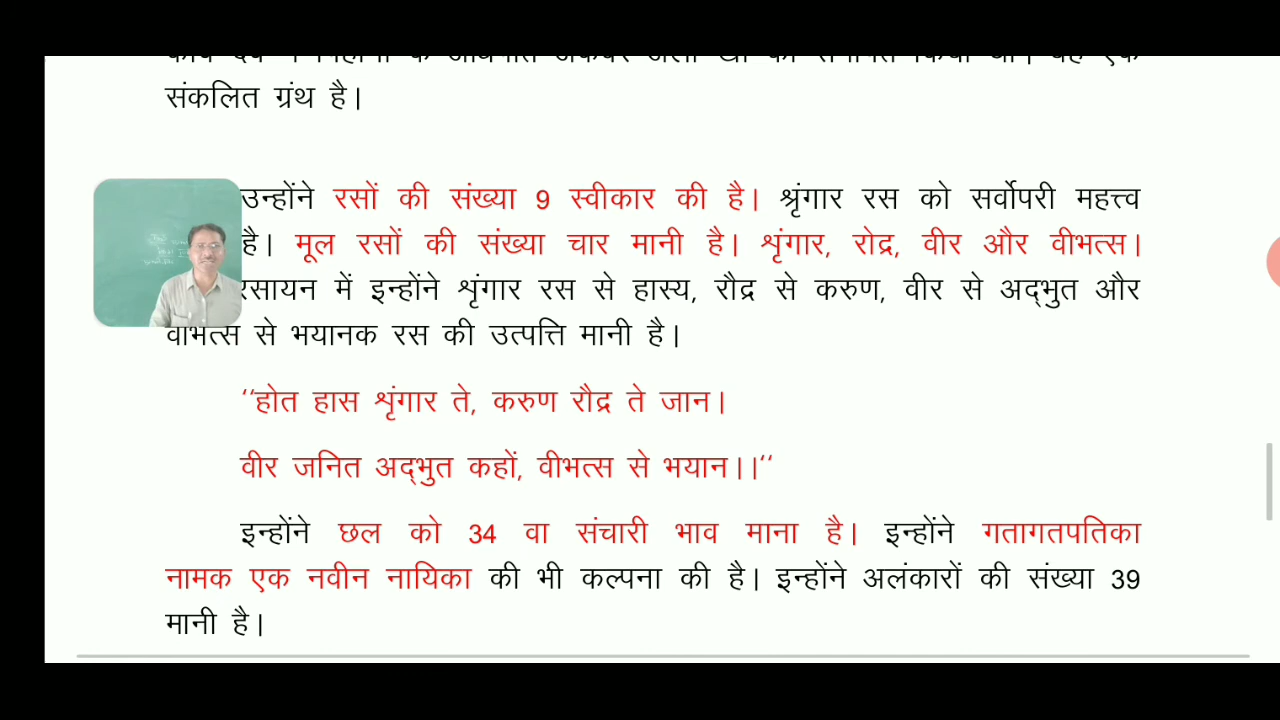 संकलित ग्रंथ है।
उन्होंने रसों की संख्या 9 स्वीकार की है। श्रृंगार रस को सर्वोपरी महत्त्व
है। मूल रसों की संख्या चार मानी है। शृंगार, रोद्र, वीर और वीभत्स।
रसायन में इन्होंने शृंगार रस से हास्य, रौद्र से करुण, वीर से अद्भुत और
वीभत्स से भयानक रस की उत्पत्ति मानी है।
‘‘होत हास शृंगार ते, करुण रौद्र ते जान।
वीर जनित अद्भुत कहों, वीभत्स से भयान।।‘‘
इन्होंने छल को 34 वा संचारी भाव माना है। इन्होंने गतागतपतिका
नामक एक नवीन नायिका की भी कल्पना की है। इन्होंने अलंकारों की संख्या 39
मानी है।